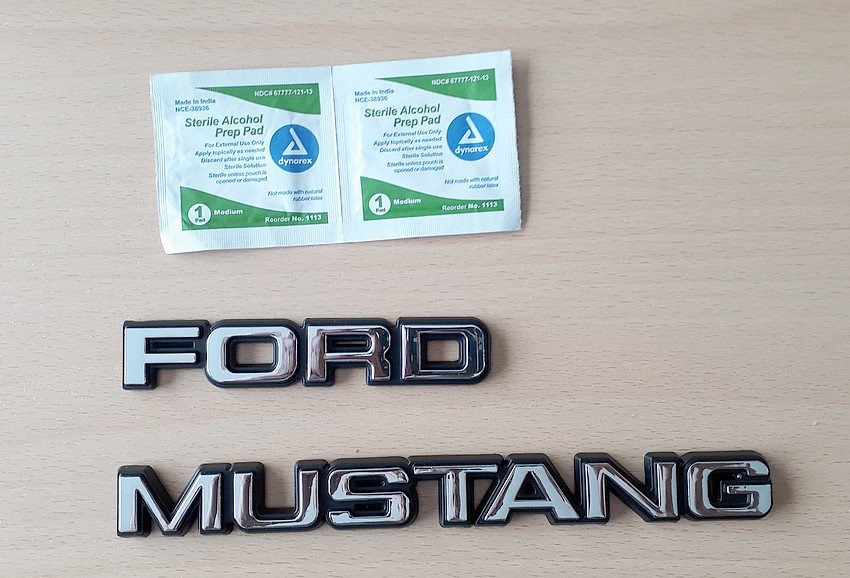 NDC# 67777-121-13
Made in India
NCE-38936
Sterile Alcohol
Prep Pad
For External Use Only
Apply topically as needed
Discard after single use
Sterile Solution
Sterile unless pouch is
opened or damaged
dynarex
Not made with natural
rubber latex
1
Pad
Medium
Reorder No. 1113
NDC# 67777-121-13
Made in India
NCE-38936
Sterile Alcohol
Prep Pad
For External Use Only
Apply topically as needed
Discard after single use
Sterile Solution
Sterile unless pouch is
opened or damaged
dynarex
Not made with natural
rubber latex
1
Pad
Medium
Reorder No. 1113
FORD
MUSTANG